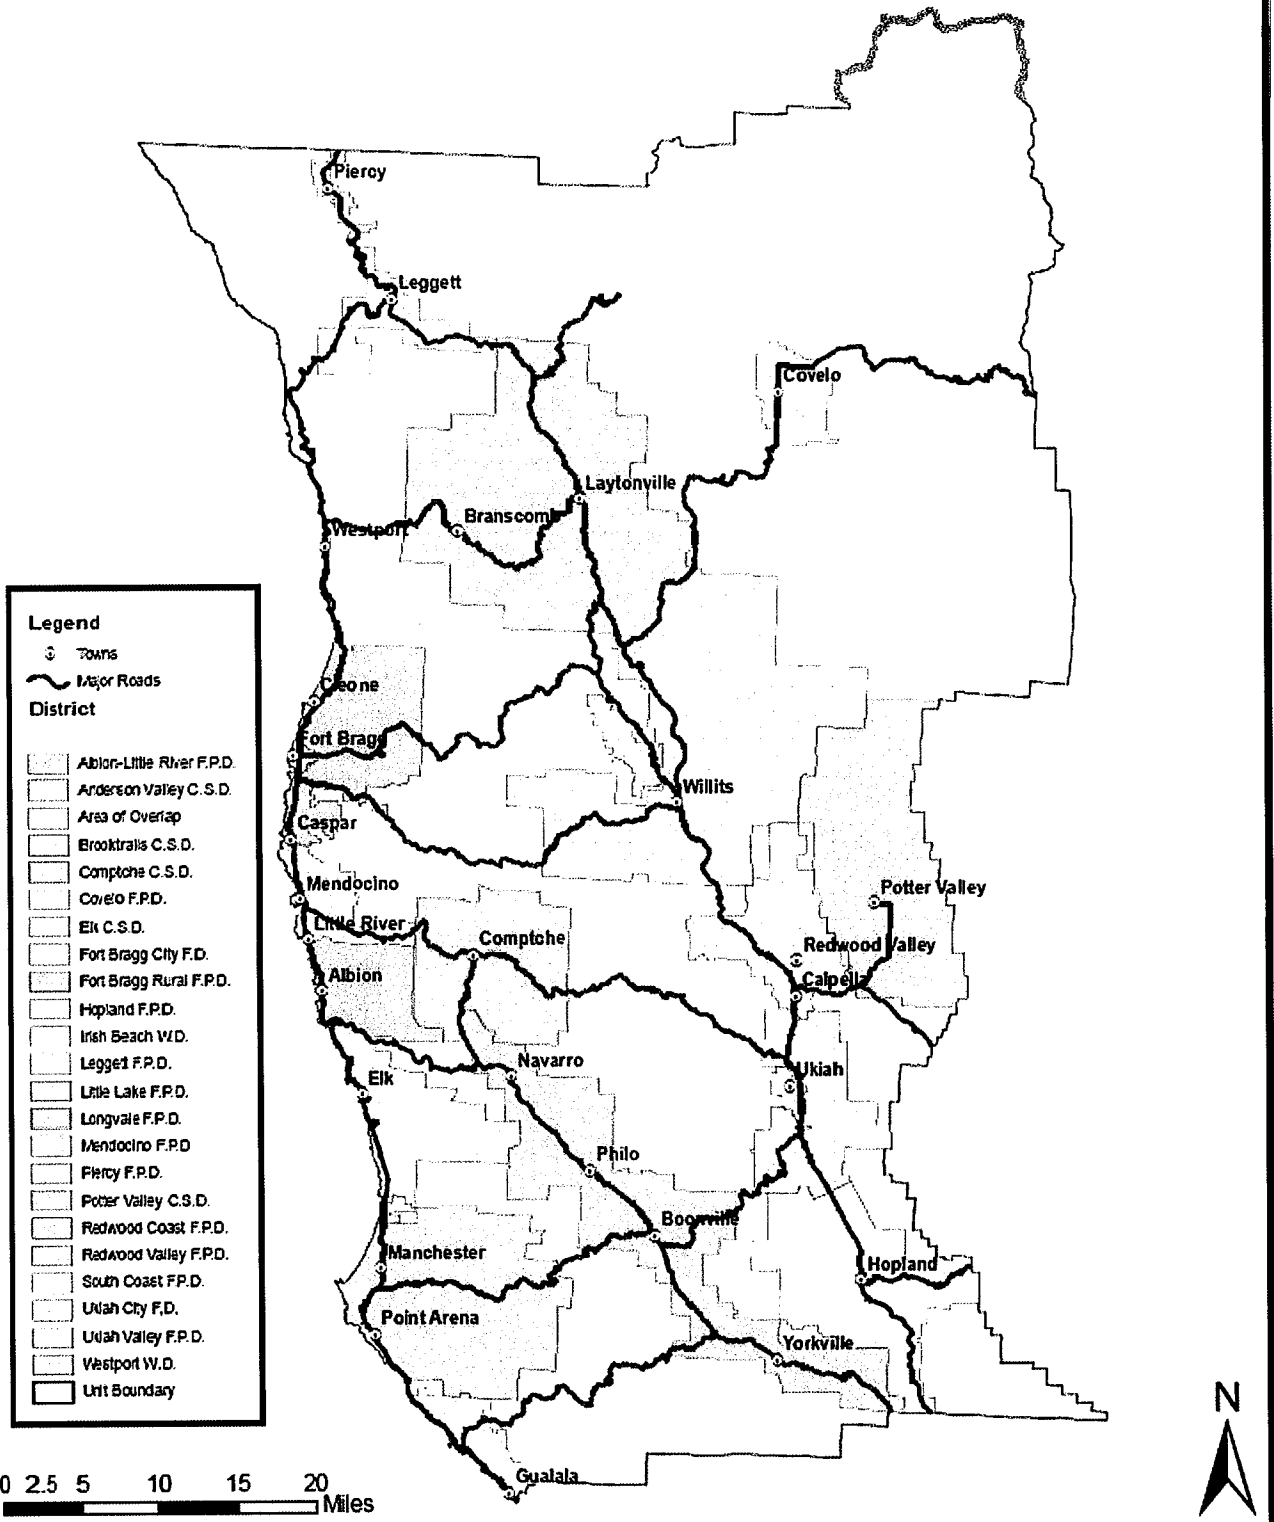 Piercy
Leggett
Covelo
Laytonville
Branscomb
Westport
Cleone
Fort Bragg
Willits
Caspar
Mendocino
Potter Valley
Little River
Comptche
Redwood Valley
Albion
Calpella
Navarro
Ukiah
Elk
Philo
Boonville
Manchester
Hopland
Point Arena
Yorkville
Gualala
Legend
Towns
Major Roads
District
Albion-Little River F.P.D.
Anderson Valley C.S.D.
Area of Overlap
Brooktrails C.S.D.
Comptche C.S.D.
Covelo F.P.D.
Elk C.S.D.
Fort Bragg City F.D.
Fort Bragg Rural F.P.D.
Hopland F.P.D.
Irish Beach W.D.
Leggett F.P.D.
Little Lake F.P.D.
Longvale F.P.D.
Mendocino F.P.D
Piercy F.P.D.
Potter Valley C.S.D.
Redwood Coast F.P.D.
Redwood Valley F.P.D.
South Coast F.P.D.
Ukiah City F.D.
Ukiah Valley F.P.D.
Westport W.D.
Unit Boundary
0 2.5 5 10 15 20
Miles
N